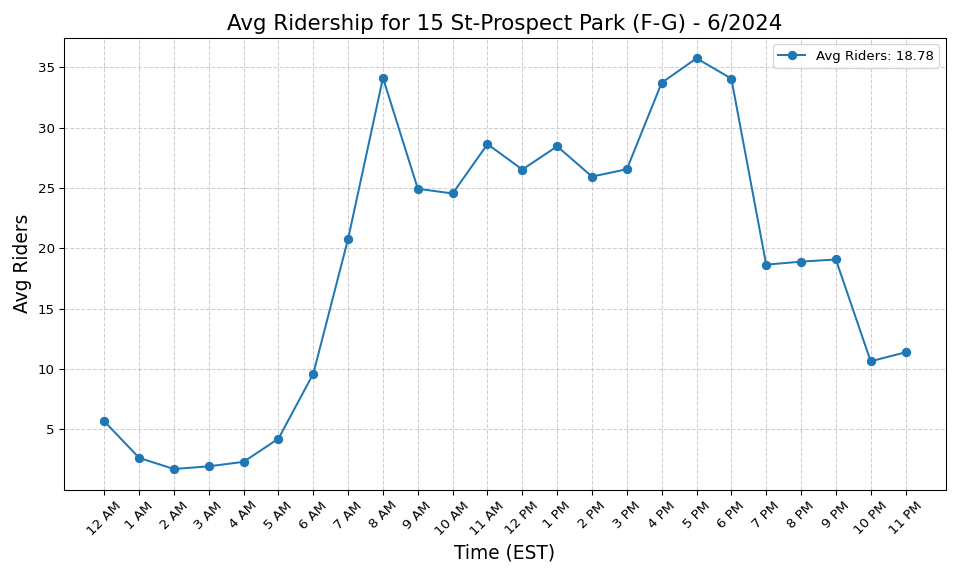 Avg Ridership for 15 St-Prospect Park (F-G) - 6/2024
Avg Riders: 18.78
Avg Riders
35
30
25
20
15
10
5
12 AM
1 AM
2 AM
3 AM
4 AM
5 AM
6 AM
7 AM
8 AM
9 AM
10 AM
11 AM
12 PM
1 PM
2 PM
3 PM
4 PM
5 PM
6 PM
7 PM
8 PM
9 PM
10 PM
11 PM
Time (EST)